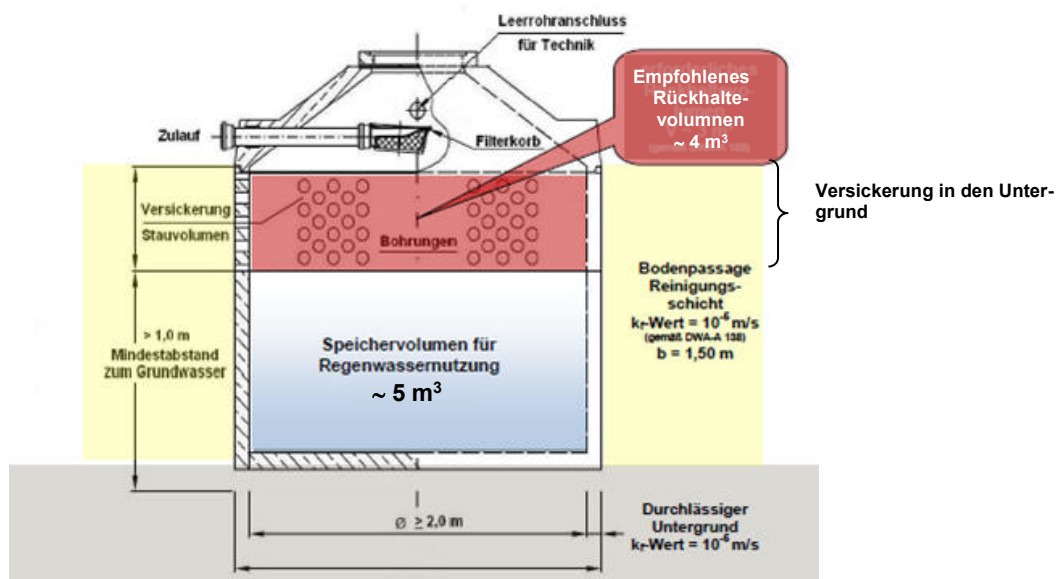 Leerrohranschluss
für Technik
Empfohlenes
Rückhalte-
volumnen
~ 4 m³
Zulauf
Filterkorb
Versickerung
Stauvolumen
Bohrungen
Versickerung in den Unter-
grund
> 1,0 m
Mindestabstand
zum Grundwasser
Speichervolumen für
Regenwassernutzung
~ 5 m³
Bodenpassage
Reinigungs-
schicht
kf-Wert = 10⁻⁶ m/s
(gemäß DWA-A 138)
b = 1,50 m
Ø ≥ 2,0 m
Durchlässiger
Untergrund
kf-Wert = 10⁻⁶ m/s